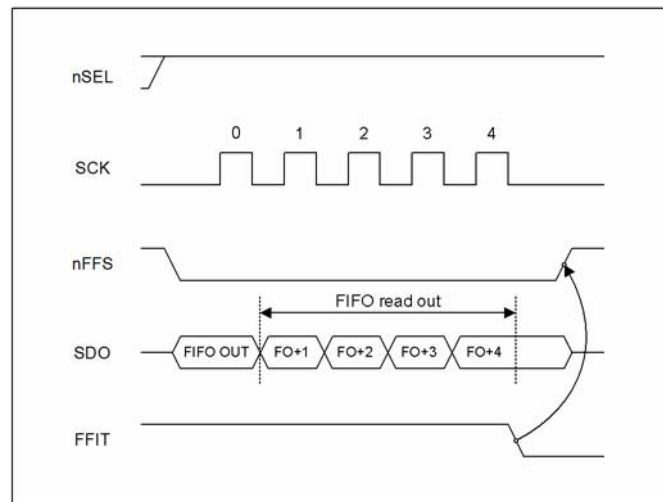 nSEL
0 1 2 3 4
SCK
nFFS
FIFO read out
SDO FIFO OUT FO+1 FO+2 FO+3 FO+4
FFIT